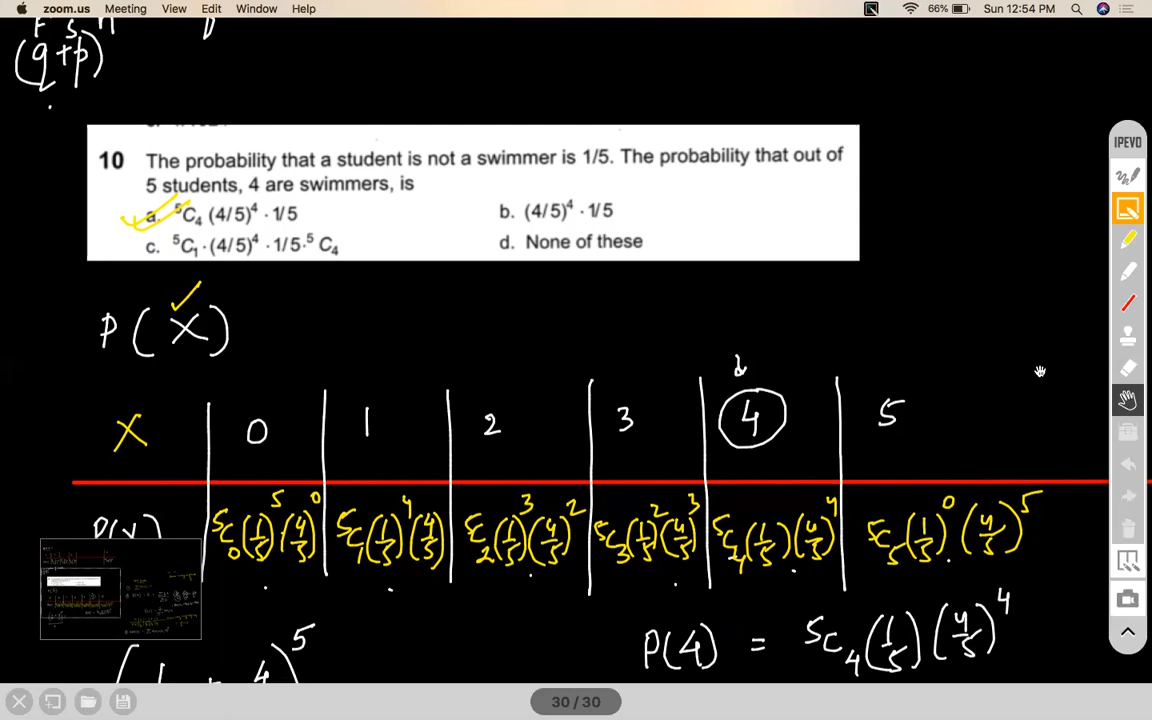 zoom.us Meeting View Edit Window Help 66% Sun 12:54 PM
F S n
(q+p)
10 The probability that a student is not a swimmer is 1/5. The probability that out of
5 students, 4 are swimmers, is
a. ⁵C₄ (4/5)⁴ · 1/5 b. (4/5)⁴ · 1/5
c. ⁵C₁ · (4/5)⁴ · 1/5 · ⁵C₄ d. None of these
IPEVO
P(X)
X 0 1 2 3 4 5
P(X) ⁵C₀(1/5)⁵(4/5)⁰ ⁵C₁(1/5)⁴(4/5) ⁵C₂(1/5)³(4/5)² ⁵C₃(1/5)²(4/5)³ ⁵C₄(1/5)(4/5)⁴ ⁵C₅(1/5)⁰(4/5)⁵
P(4) = ⁵C₄(1/5)(4/5)⁴
(1 + 4)⁵
30 / 30